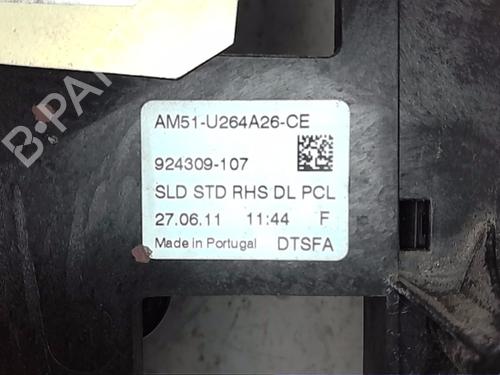 AM51-U264A26-CE
924309-107
SLD STD RHS DL PCL
27.06.11 11:44 F
Made in Portugal DTSFA
B-PARTS